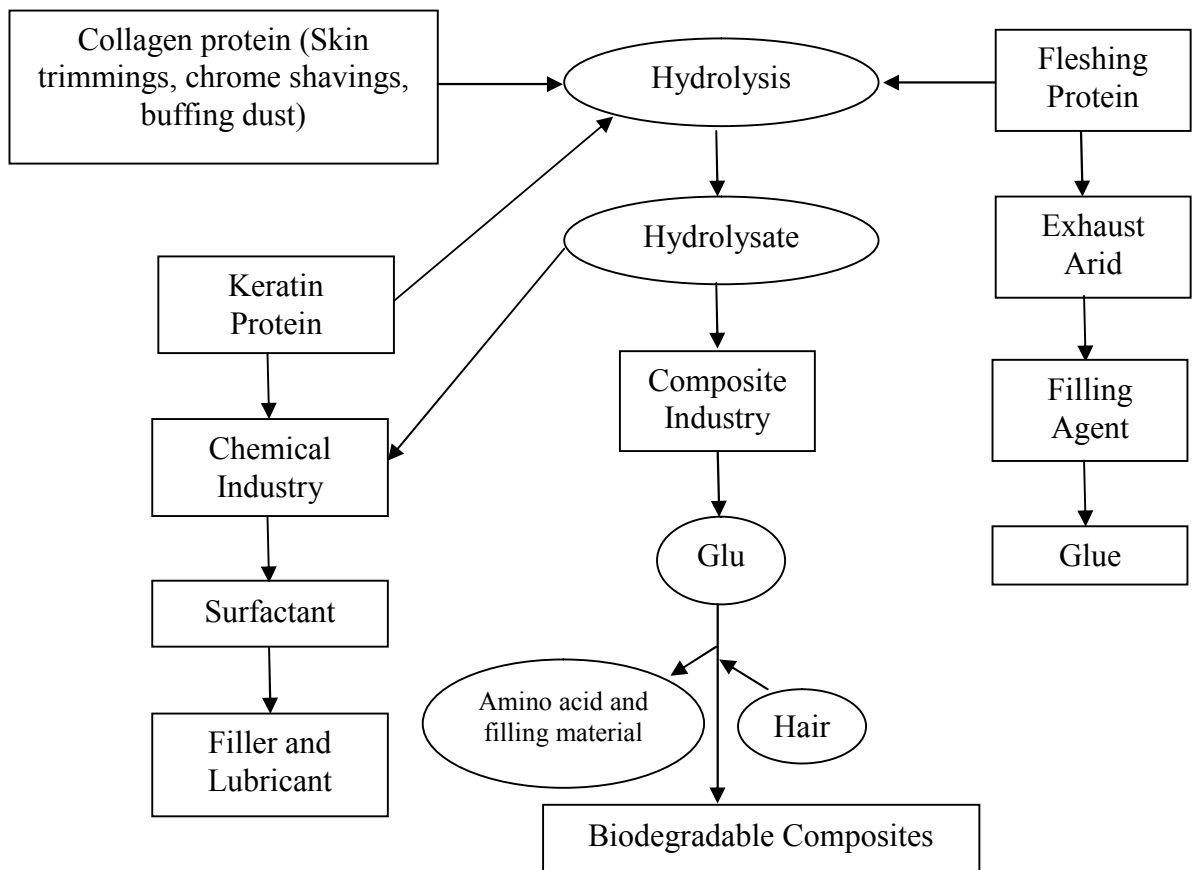 Collagen protein (Skin
trimmings, chrome shavings,
buffing dust)
Hydrolysis
Fleshing
Protein
Hydrolysate
Exhaust
Arid
Keratin
Protein
Composite
Industry
Filling
Agent
Chemical
Industry
Glu
Glue
Surfactant
Amino acid and
filling material
Hair
Filler and
Lubricant
Biodegradable Composites